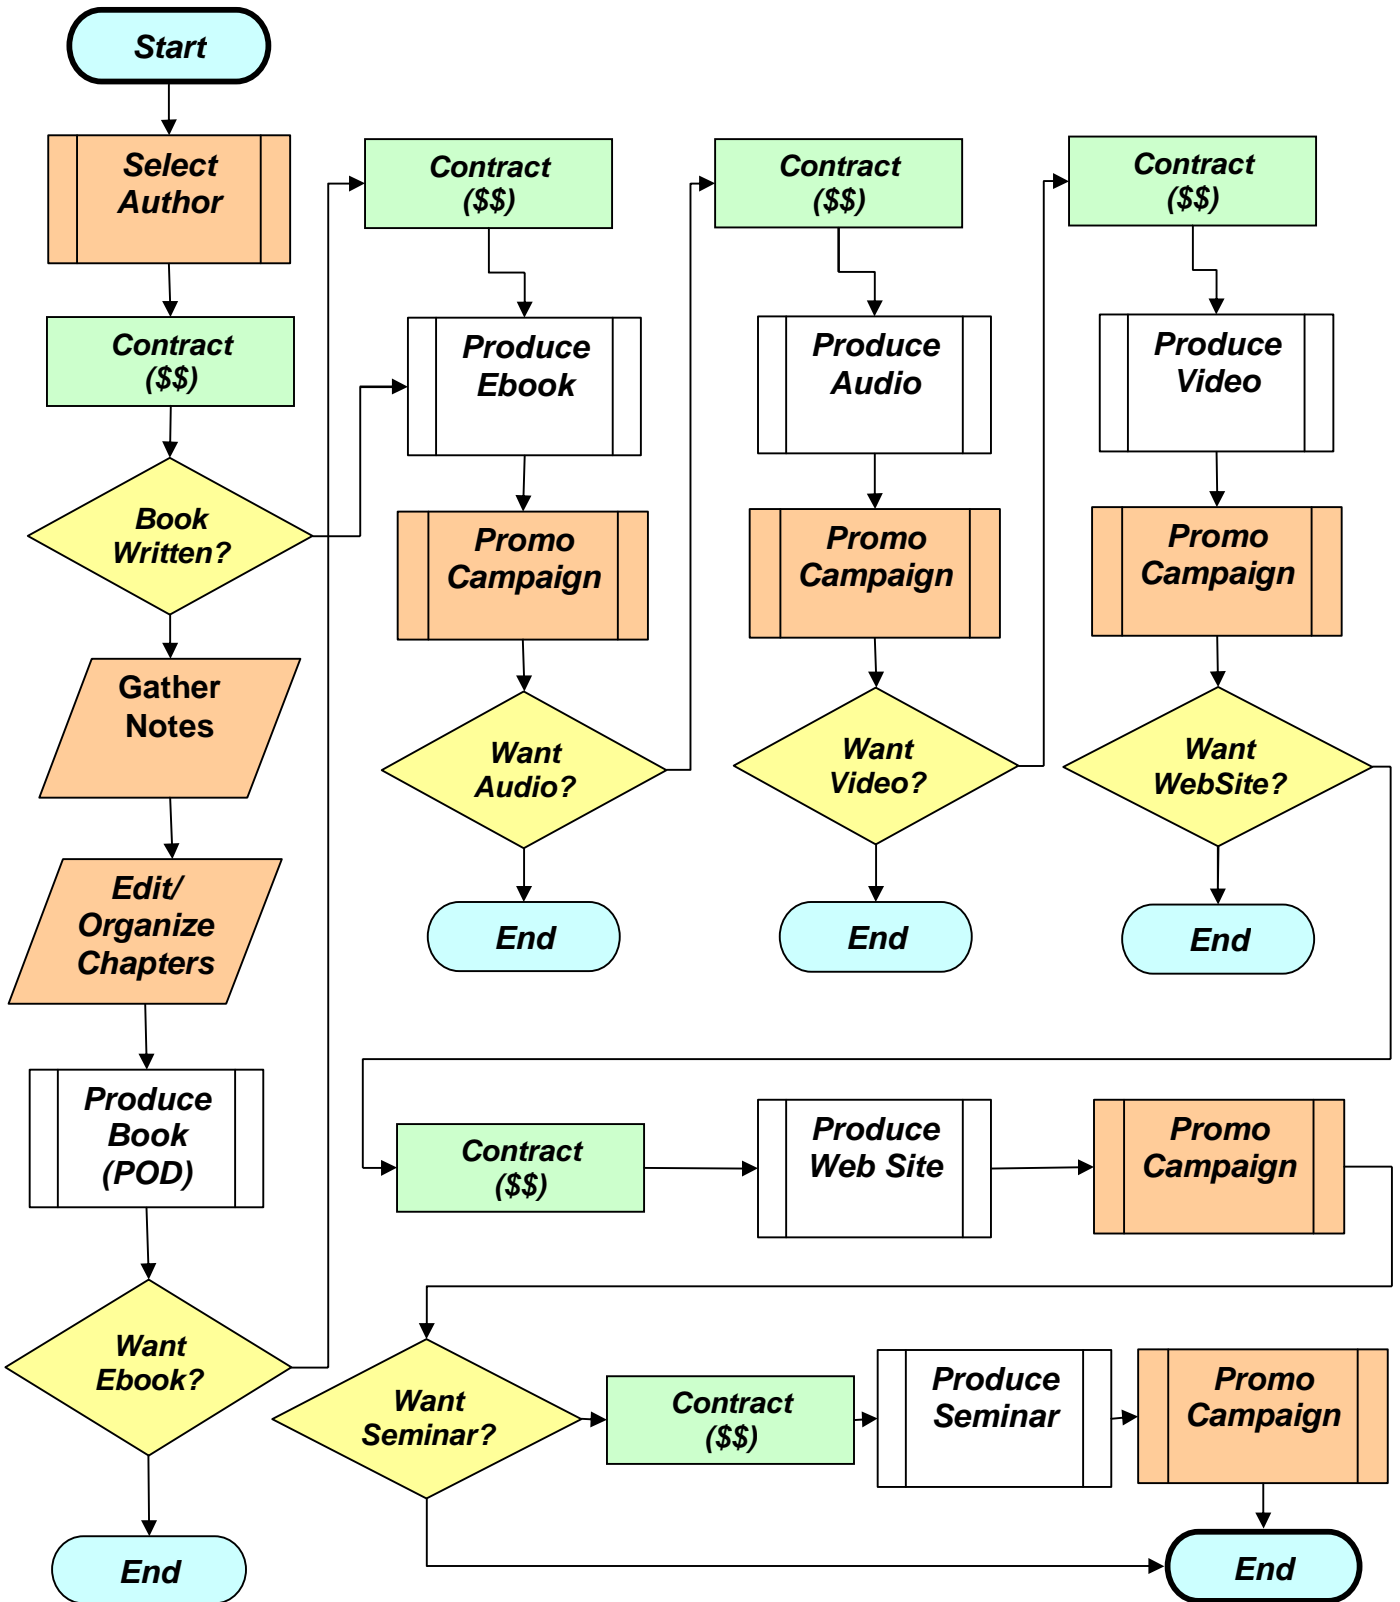 Start
Select
Author
Contract
($$)
Book
Written?
Gather
Notes
Edit/
Organize
Chapters
Produce
Book
(POD)
Want
Ebook?
End
Contract
($$)
Produce
Ebook
Promo
Campaign
Want
Audio?
End
Contract
($$)
Produce
Audio
Promo
Campaign
Want
Video?
End
Contract
($$)
Produce
Video
Promo
Campaign
Want
WebSite?
End
Contract
($$)
Produce
Web Site
Promo
Campaign
Want
Seminar?
Contract
($$)
Produce
Seminar
Promo
Campaign
End